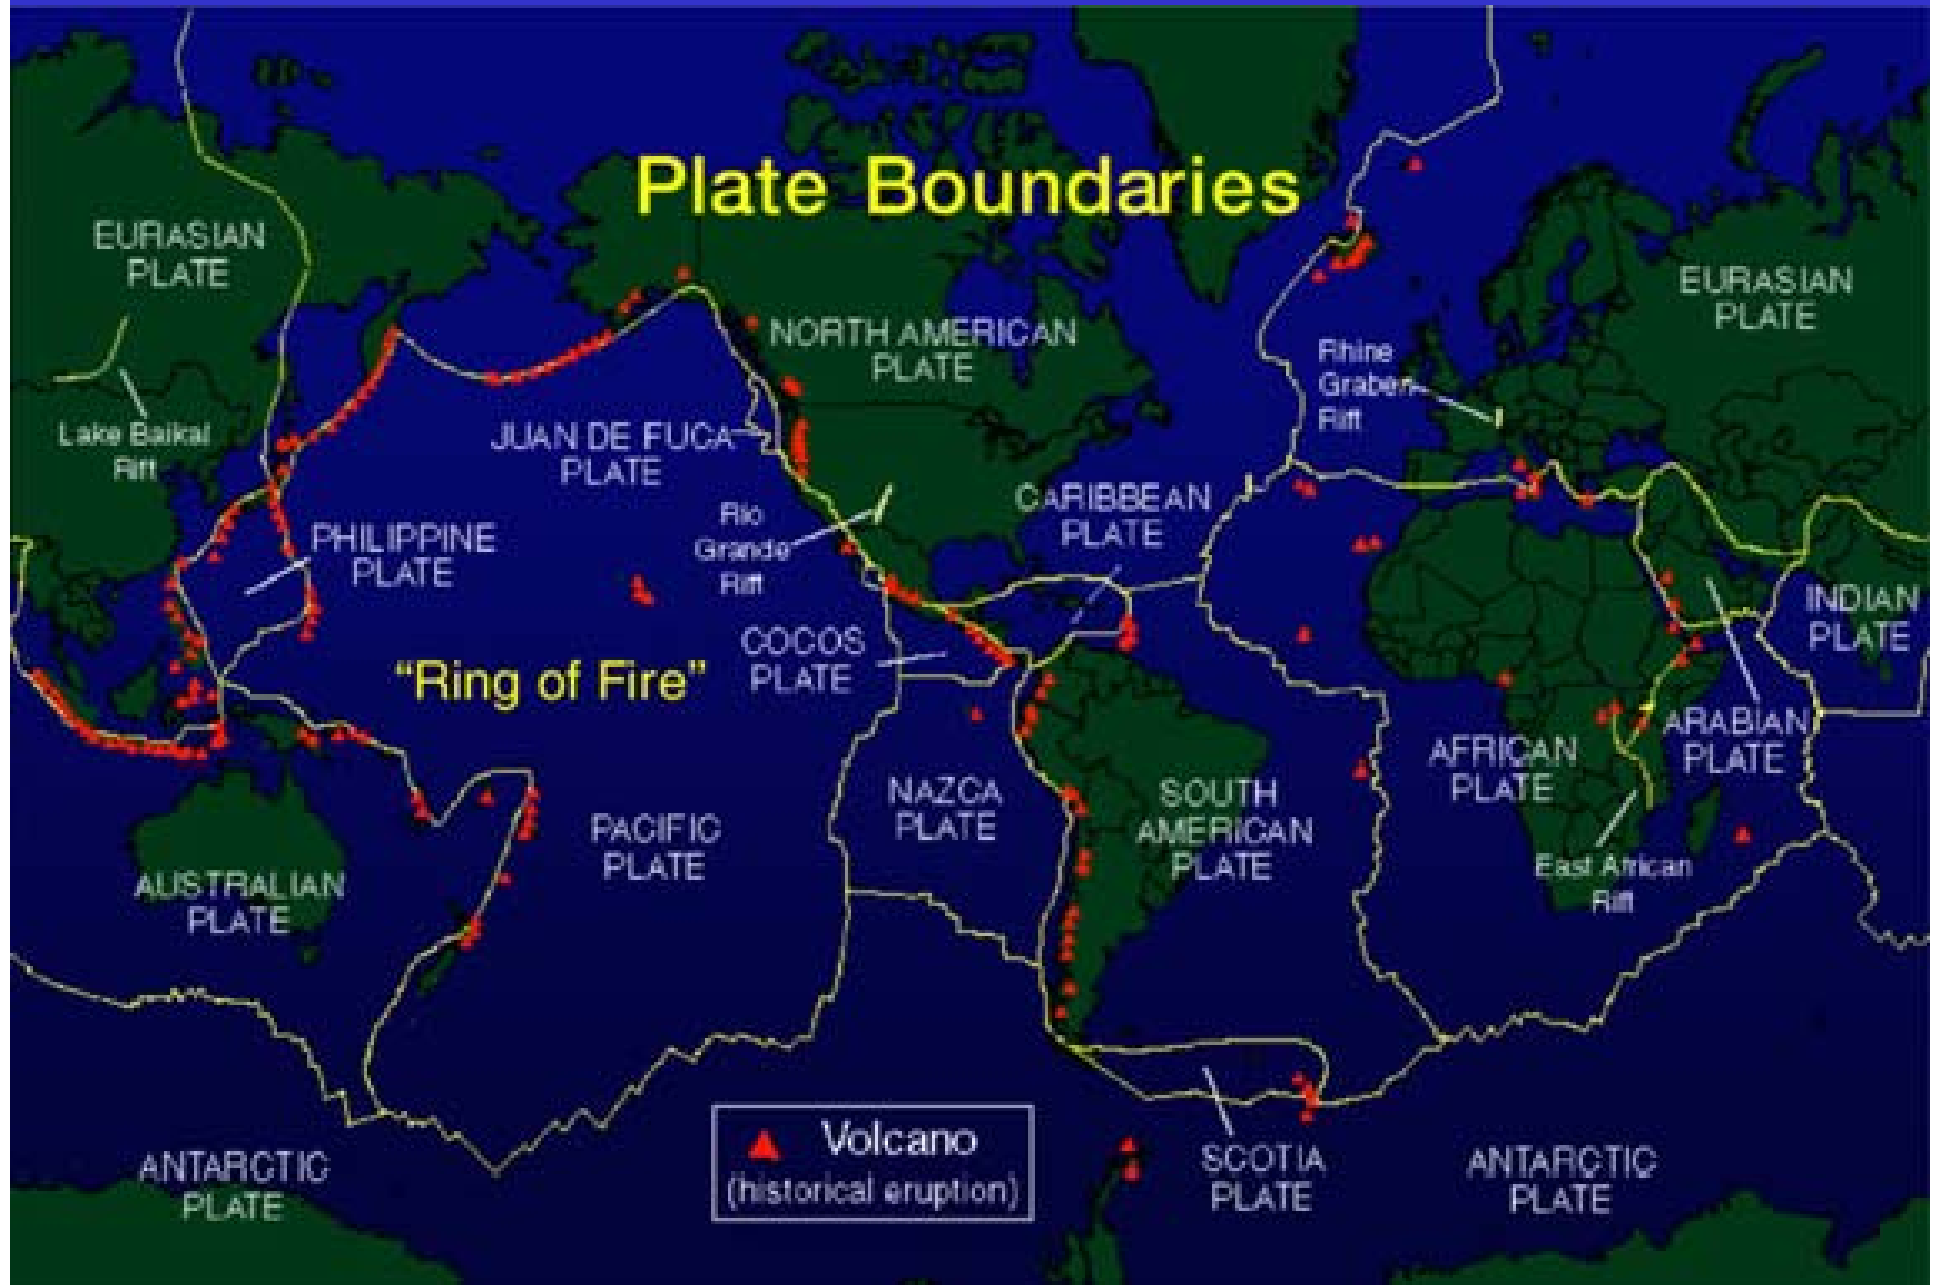 Plate Boundaries
EURASIAN
PLATE
EURASIAN
PLATE
NORTH AMERICAN
PLATE
Rhine
Graben
Rift
Lake Baikal
Rift
JUAN DE FUCA
PLATE
CARIBBEAN
PLATE
Rio
Grande
Rift
PHILIPPINE
PLATE
INDIAN
PLATE
COCOS
PLATE
“Ring of Fire”
ARABIAN
PLATE
AFRICAN
PLATE
NAZCA
PLATE
SOUTH
AMERICAN
PLATE
PACIFIC
PLATE
AUSTRALIAN
PLATE
East African
Rift
Volcano
(historical eruption)
ANTARCTIC
PLATE
SCOTIA
PLATE
ANTARCTIC
PLATE